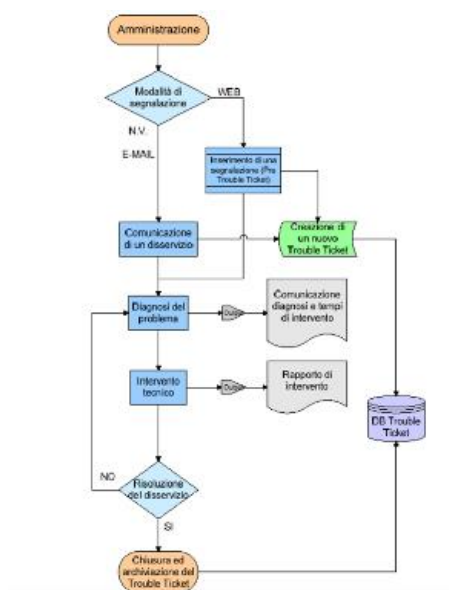 Amministrazione
Modalità di
segnalazione
WEB
N.V.
E-MAIL
Inserimento di una
segnalazione (Pre
Trouble Ticket)
Comunicazione
di un disservizio
Creazione di
un nuovo
Trouble Ticket
Diagnosi del
problema
Output
Comunicazione
diagnosi e tempi
di intervento
Intervento
tecnico
Output
Rapporto di
intervento
DB Trouble
Ticket
NO
Risoluzione
del disservizio
SI
Chiusura ed
archiviazione del
Trouble Ticket